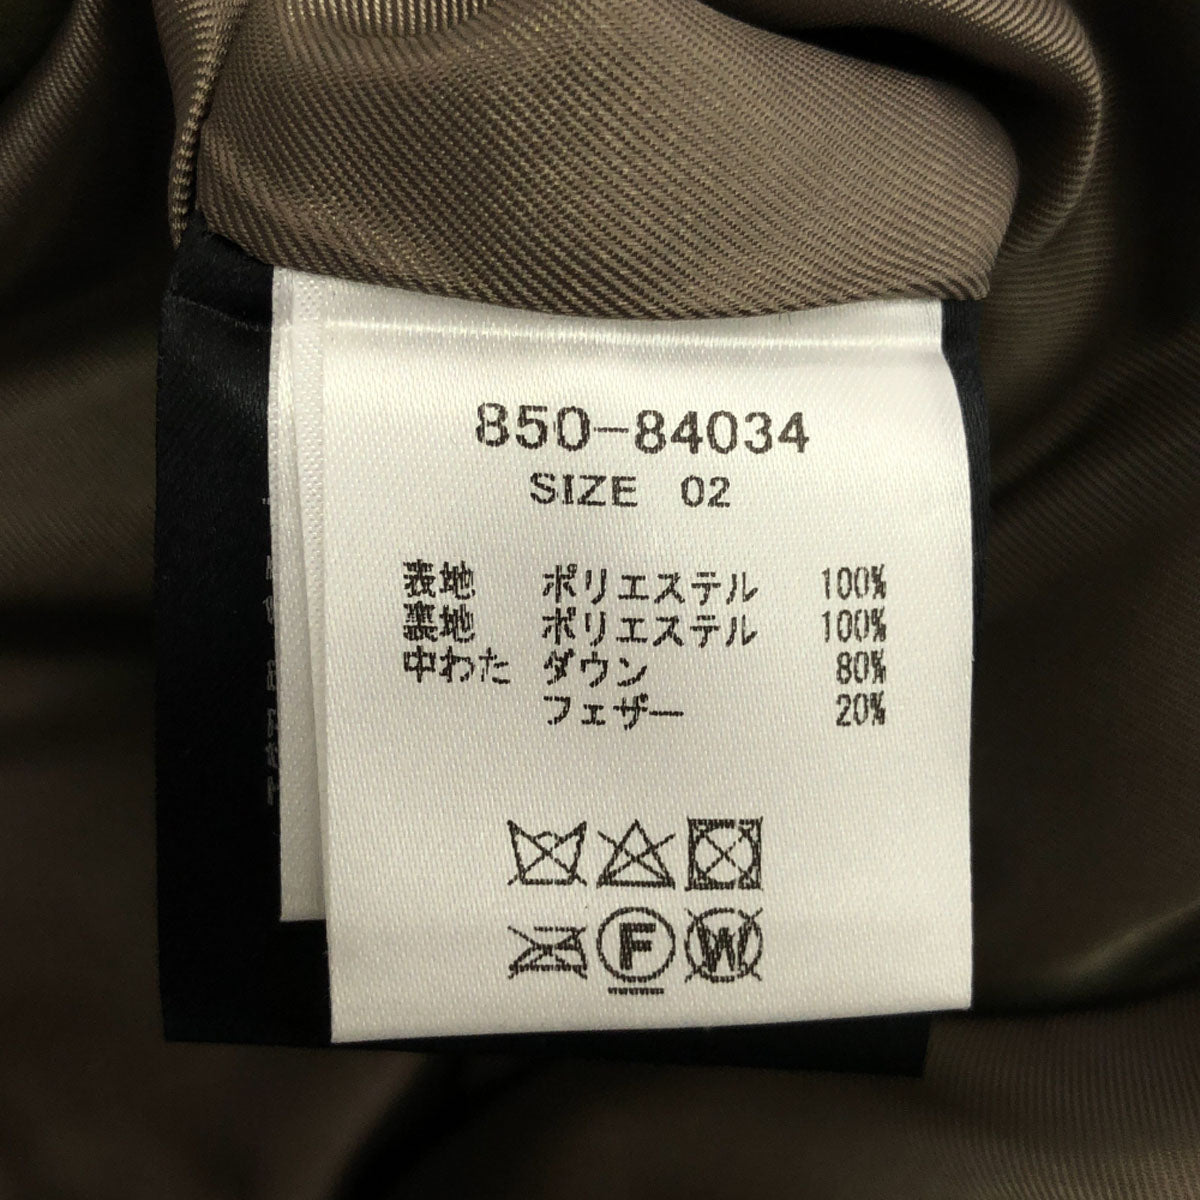 850-84034
SIZE 02
表地 ポリエステル 100%
裏地 ポリエステル 100%
中わた ダウン 80%
フェザー 20%
F W